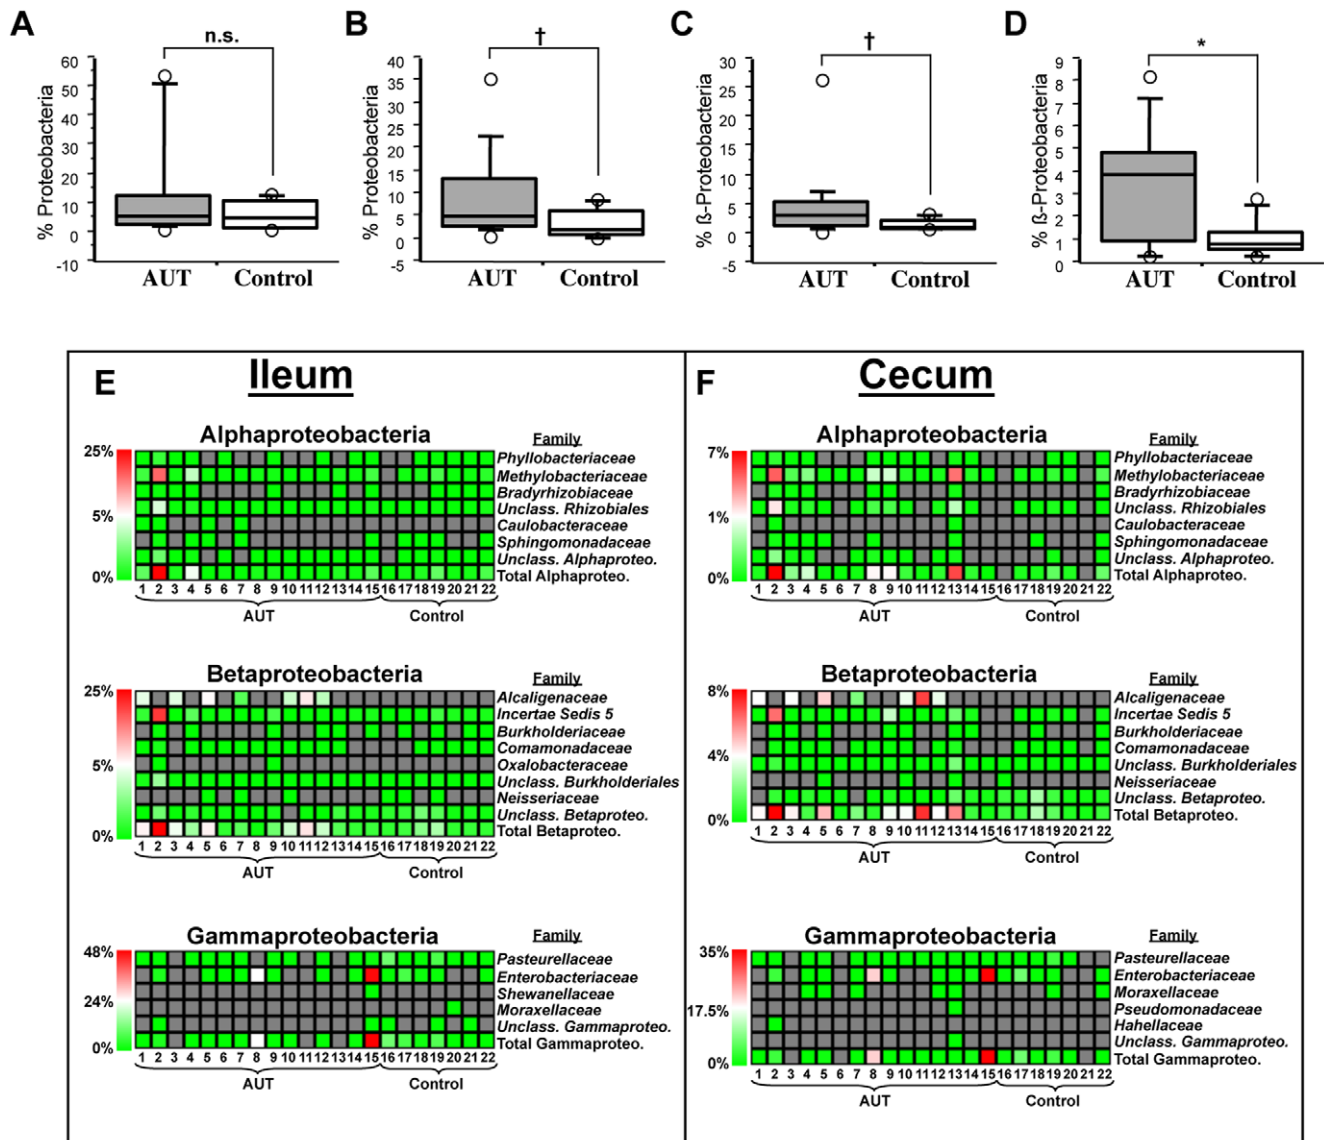 A
n.s.
% Proteobacteria
60
50
40
30
20
10
0
-10
AUT Control
B
†
% Proteobacteria
40
35
30
25
20
15
10
5
0
-5
AUT Control
C
†
% ß-Proteobacteria
30
25
20
15
10
5
0
-5
AUT Control
D
*
% ß-Proteobacteria
9
8
7
6
5
4
3
2
1
0
AUT Control
E Ileum
Alphaproteobacteria Family
25%
5%
0%
Phyllobacteriaceae
Methylobacteriaceae
Bradyrhizobiaceae
Unclass. Rhizobiales
Caulobacteraceae
Sphingomonadaceae
Unclass. Alphaproteo.
Total Alphaproteo.
1 2 3 4 5 6 7 8 9 10 11 12 13 14 15 16 17 18 19 20 21 22
AUT Control
Betaproteobacteria Family
25%
5%
0%
Alcaligenaceae
Incertae Sedis 5
Burkholderiaceae
Comamonadaceae
Oxalobacteraceae
Unclass. Burkholderiales
Neisseriaceae
Unclass. Betaproteo.
Total Betaproteo.
1 2 3 4 5 6 7 8 9 10 11 12 13 14 15 16 17 18 19 20 21 22
AUT Control
Gammaproteobacteria Family
48%
24%
0%
Pasteurellaceae
Enterobacteriaceae
Shewanellaceae
Moraxellaceae
Unclass. Gammaproteo.
Total Gammaproteo.
1 2 3 4 5 6 7 8 9 10 11 12 13 14 15 16 17 18 19 20 21 22
AUT Control
F Cecum
Alphaproteobacteria Family
7%
1%
0%
Phyllobacteriaceae
Methylobacteriaceae
Bradyrhizobiaceae
Unclass. Rhizobiales
Caulobacteraceae
Sphingomonadaceae
Unclass. Alphaproteo.
Total Alphaproteo.
1 2 3 4 5 6 7 8 9 10 11 12 13 14 15 16 17 18 19 20 21 22
AUT Control
Betaproteobacteria Family
8%
4%
0%
Alcaligenaceae
Incertae Sedis 5
Burkholderiaceae
Comamonadaceae
Unclass. Burkholderiales
Neisseriaceae
Unclass. Betaproteo.
Total Betaproteo.
1 2 3 4 5 6 7 8 9 10 11 12 13 14 15 16 17 18 19 20 21 22
AUT Control
Gammaproteobacteria Family
35%
17.5%
0%
Pasteurellaceae
Enterobacteriaceae
Moraxellaceae
Pseudomonadaceae
Hahellaceae
Unclass. Gammaproteo.
Total Gammaproteo.
1 2 3 4 5 6 7 8 9 10 11 12 13 14 15 16 17 18 19 20 21 22
AUT Control